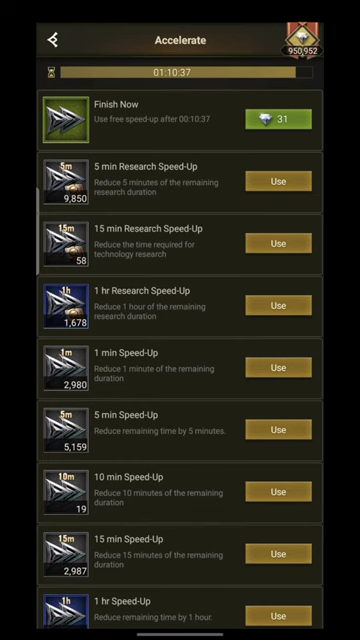 Accelerate
950,952
01:10:37
Finish Now
Use free speed-up after 00:10:37
31
5m
9,850
5 min Research Speed-Up
Reduce 5 minutes of the remaining
research duration
Use
15m
58
15 min Research Speed-Up
Reduce the time required for
technology research
Use
1h
1,678
1 hr Research Speed-Up
Reduce 1 hour of the remaining
research duration
Use
1m
2,980
1 min Speed-Up
Reduce 1 minute of the remaining
duration
Use
5m
5,159
5 min Speed-Up
Reduce remaining time by 5 minutes.
Use
10m
19
10 min Speed-Up
Reduce 10 minutes of the remaining
duration
Use
15m
2,987
15 min Speed-Up
Reduce 15 minutes of the remaining
duration
Use
1h
1 hr Speed-Up
Reduce remaining time by 1 hour.
Use